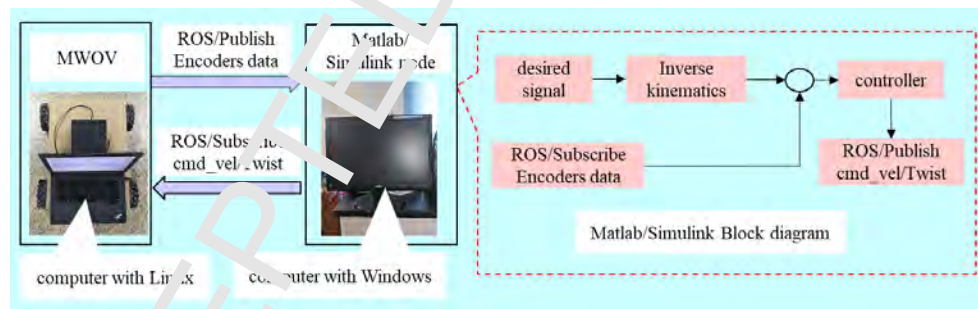 MWOV
ROS/Publish
Encoders data
Matlab/
Simulink node
ROS/Subscribe
cmd_vel/Twist
computer with Linux
computer with Windows
desired
signal
Inverse
kinematics
controller
ROS/Subscribe
Encoders data
ROS/Publish
cmd_vel/Twist
Matlab/Simulink Block diagram